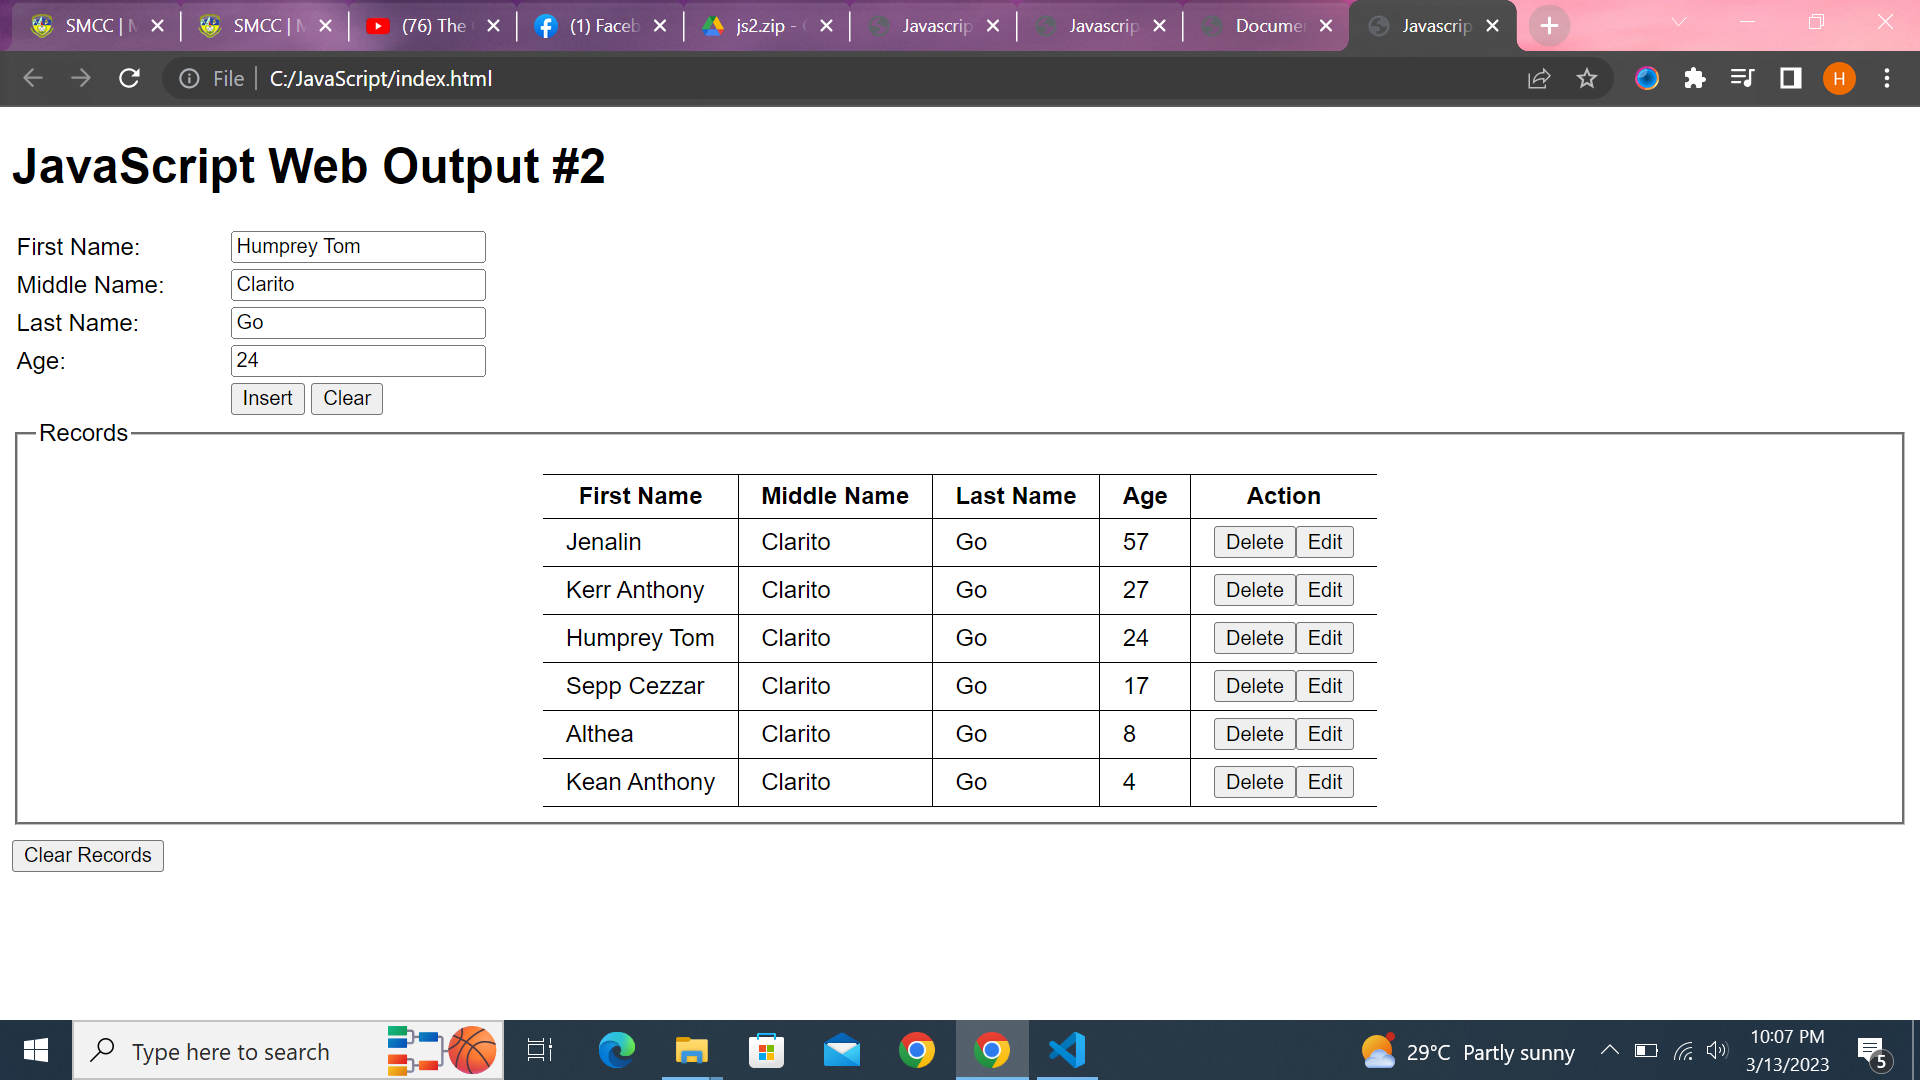 SMCC | M
SMCC | M
(76) The
(1) Faceb
js2.zip -
Javascrip
Javascrip
Documen
Javascrip
File
C:/JavaScript/index.html
H
JavaScript Web Output #2
First Name: Humprey Tom
Middle Name: Clarito
Last Name: Go
Age: 24
Insert Clear
Records
First Name Middle Name Last Name Age Action
Jenalin Clarito Go 57 Delete Edit
Kerr Anthony Clarito Go 27 Delete Edit
Humprey Tom Clarito Go 24 Delete Edit
Sepp Cezzar Clarito Go 17 Delete Edit
Althea Clarito Go 8 Delete Edit
Kean Anthony Clarito Go 4 Delete Edit
Clear Records
Type here to search
29°C Partly sunny
10:07 PM
3/13/2023
5